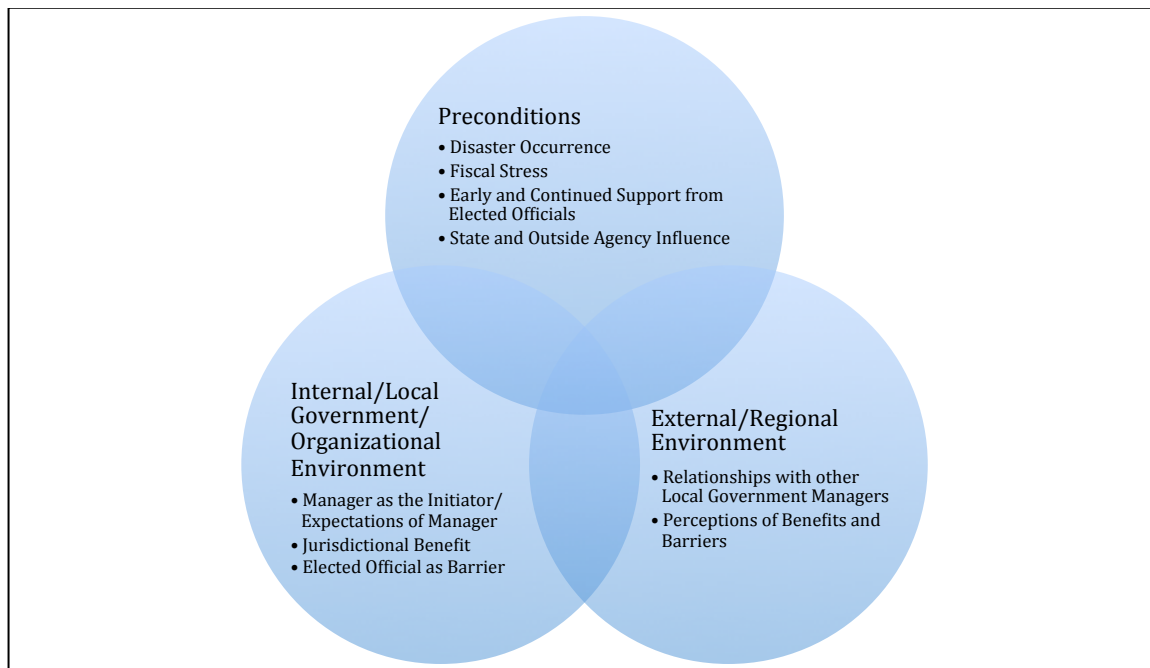 Preconditions
• Disaster Occurrence
• Fiscal Stress
• Early and Continued Support from
Elected Officials
• State and Outside Agency Influence
Internal/Local
Government/
Organizational
Environment
• Manager as the Initiator/
Expectations of Manager
• Jurisdictional Benefit
• Elected Official as Barrier
External/Regional
Environment
• Relationships with other
Local Government Managers
• Perceptions of Benefits and
Barriers